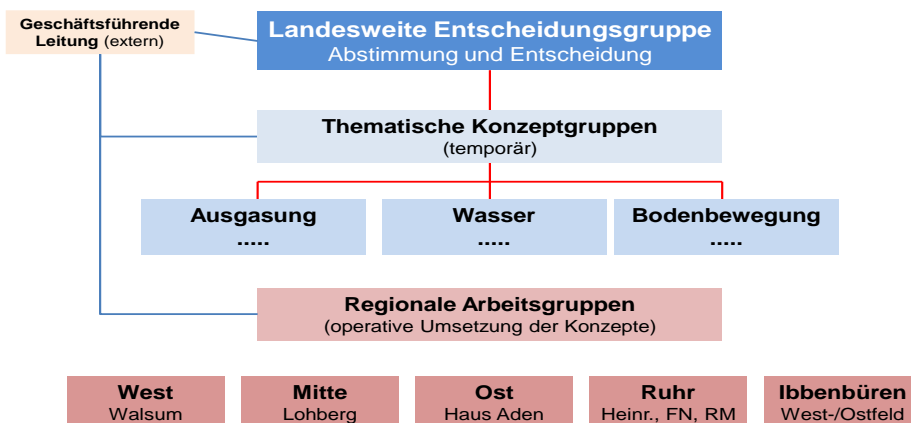 Geschäftsführende
Leitung (extern)
Landesweite Entscheidungsgruppe
Abstimmung und Entscheidung
Thematische Konzeptgruppen
(temporär)
Ausgasung
.....
Wasser
.....
Bodenbewegung
.....
Regionale Arbeitsgruppen
(operative Umsetzung der Konzepte)
West
Walsum
Mitte
Lohberg
Ost
Haus Aden
Ruhr
Heinr., FN, RM
Ibbenbüren
West-/Ostfeld